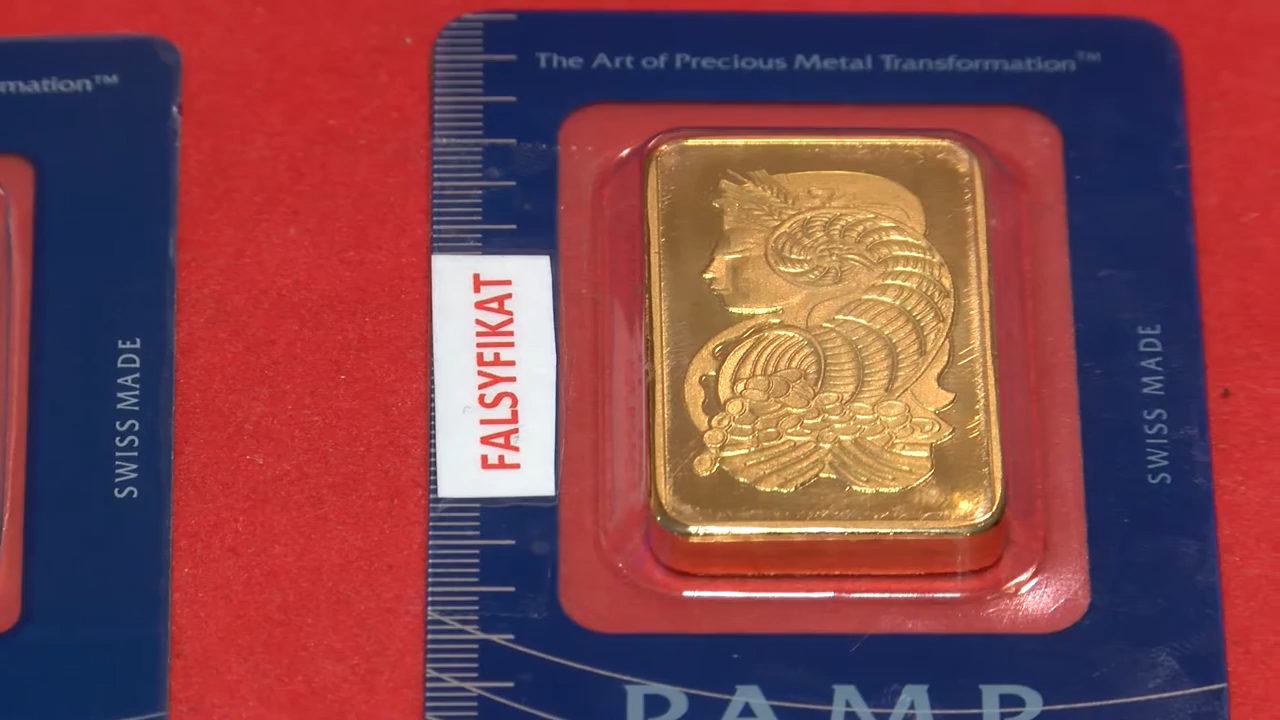 mation™
SWISS MADE
The Art of Precious Metal Transformation™
FALSYFIKAT
SWISS MADE
PAMP